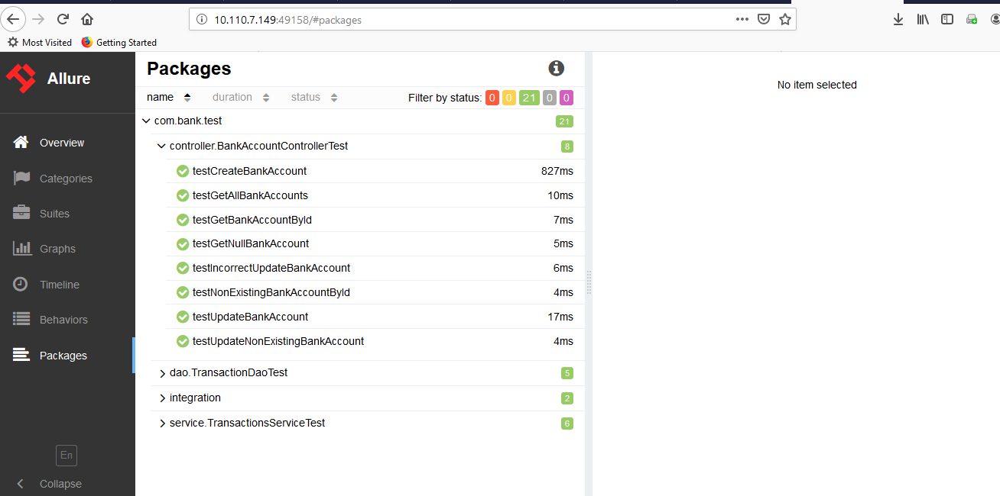 10.110.7.149:49158/#packages
Most Visited Getting Started
Allure
Overview
Categories
Suites
Graphs
Timeline
Behaviors
Packages
En
Collapse
Packages
name duration status Filter by status: 0 0 21 0 0
com.bank.test 21
controller.BankAccountControllerTest 8
testCreateBankAccount 827ms
testGetAllBankAccounts 10ms
testGetBankAccountById 7ms
testGetNullBankAccount 5ms
testIncorrectUpdateBankAccount 6ms
testNonExistingBankAccountById 4ms
testUpdateBankAccount 17ms
testUpdateNonExistingBankAccount 4ms
dao.TransactionDaoTest 5
integration 2
service.TransactionsServiceTest 6
No item selected